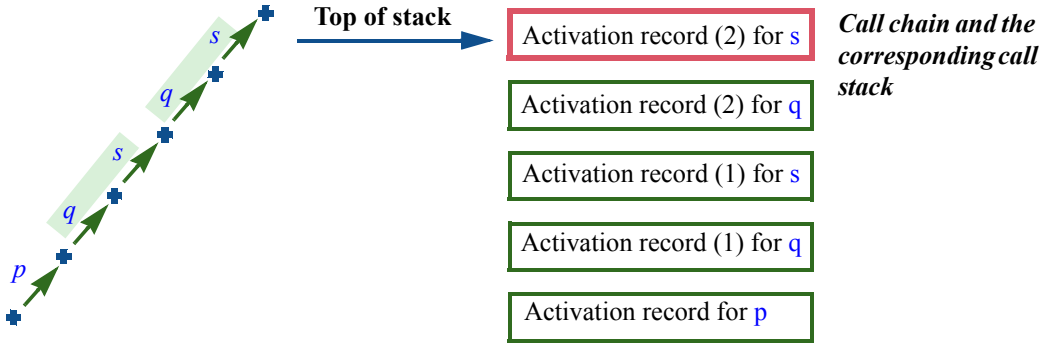 s
q
s
q
p
Top of stack
Activation record (2) for s
Activation record (2) for q
Activation record (1) for s
Activation record (1) for q
Activation record for p
Call chain and the
corresponding call
stack